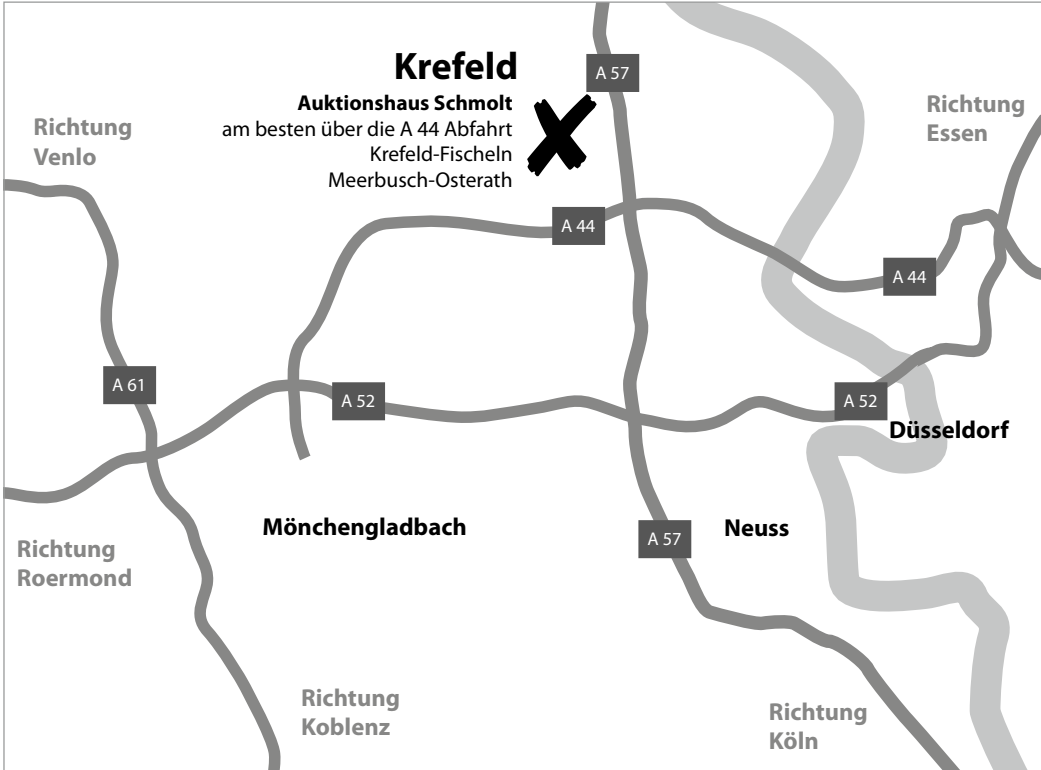 Krefeld
Auktionshaus Schmolt
am besten über die A 44 Abfahrt
Krefeld-Fischeln
Meerbusch-Osterath
A 57
Richtung
Venlo
Richtung
Essen
A 44
A 44
A 61
A 52
A 52
Düsseldorf
Mönchengladbach
A 57
Neuss
Richtung
Roermond
Richtung
Koblenz
Richtung
Köln